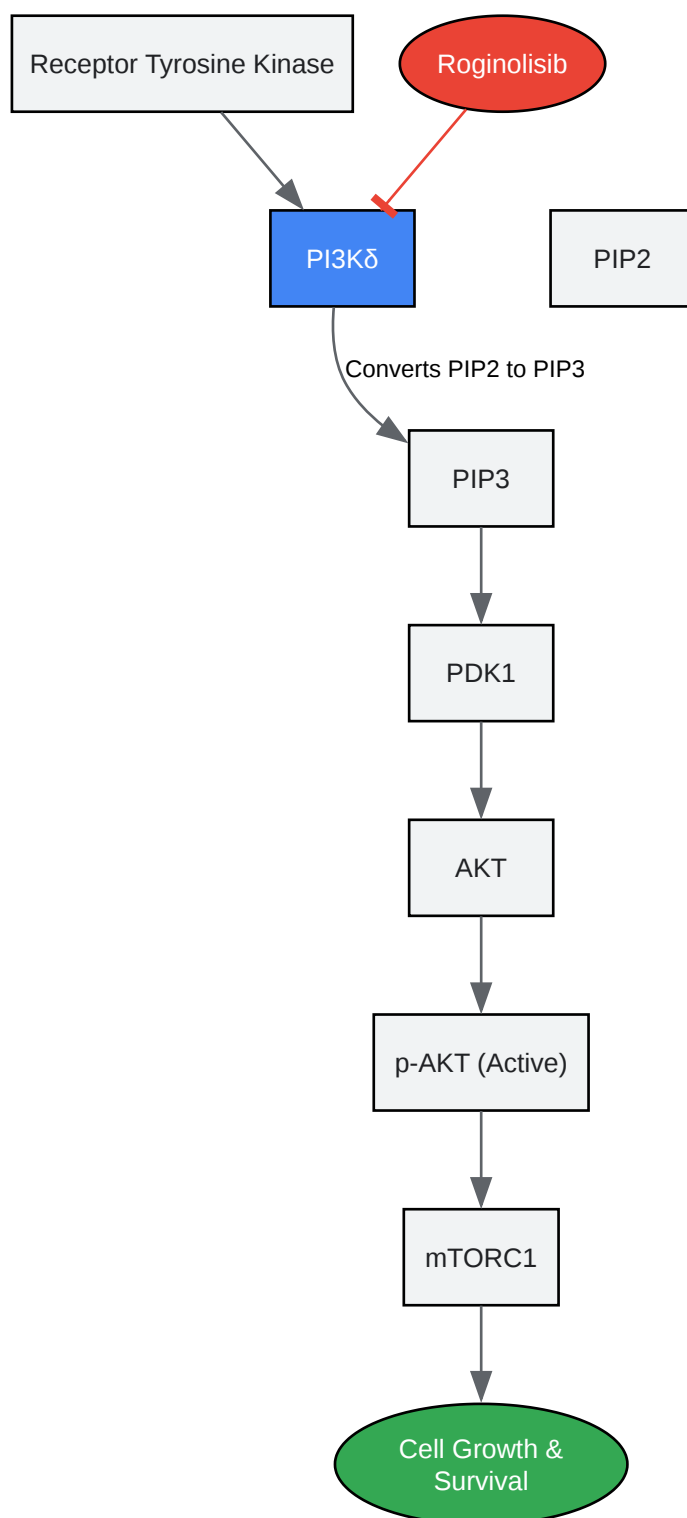 Receptor Tyrosine Kinase
Roginolisib
PI3Kδ
PIP2
Converts PIP2 to PIP3
PIP3
PDK1
AKT
p-AKT (Active)
mTORC1
Cell Growth &
Survival